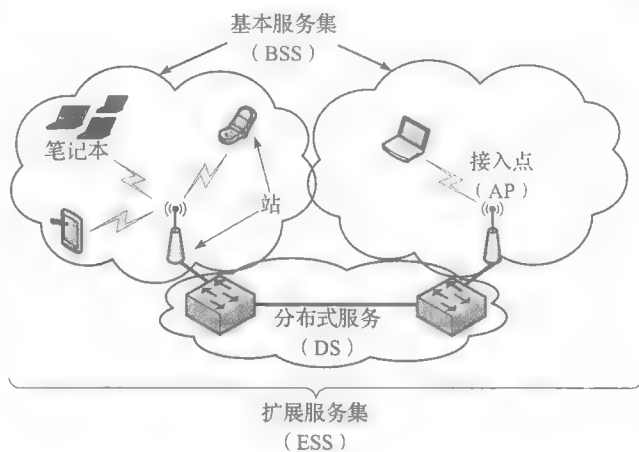 基本服务集
（BSS）
笔记本
接入点
（AP）
站
分布式服务
（DS）
扩展服务集
（ESS）